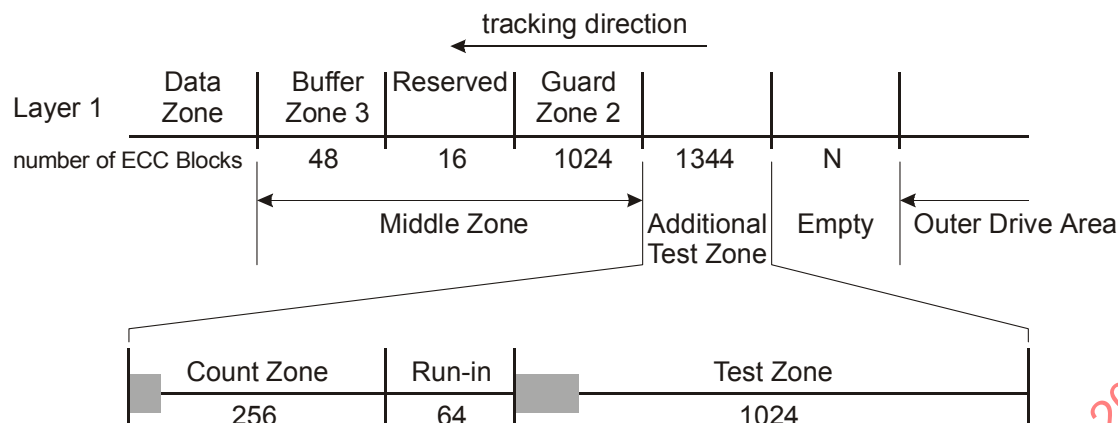 tracking direction
Data Buffer Reserved Guard
Layer 1 Zone Zone 3 Zone 2
number of ECC Blocks 48 16 1024 1344 N
Middle Zone Additional Empty Outer Drive Area
Test Zone
Count Zone Run-in Test Zone
256 64 1024